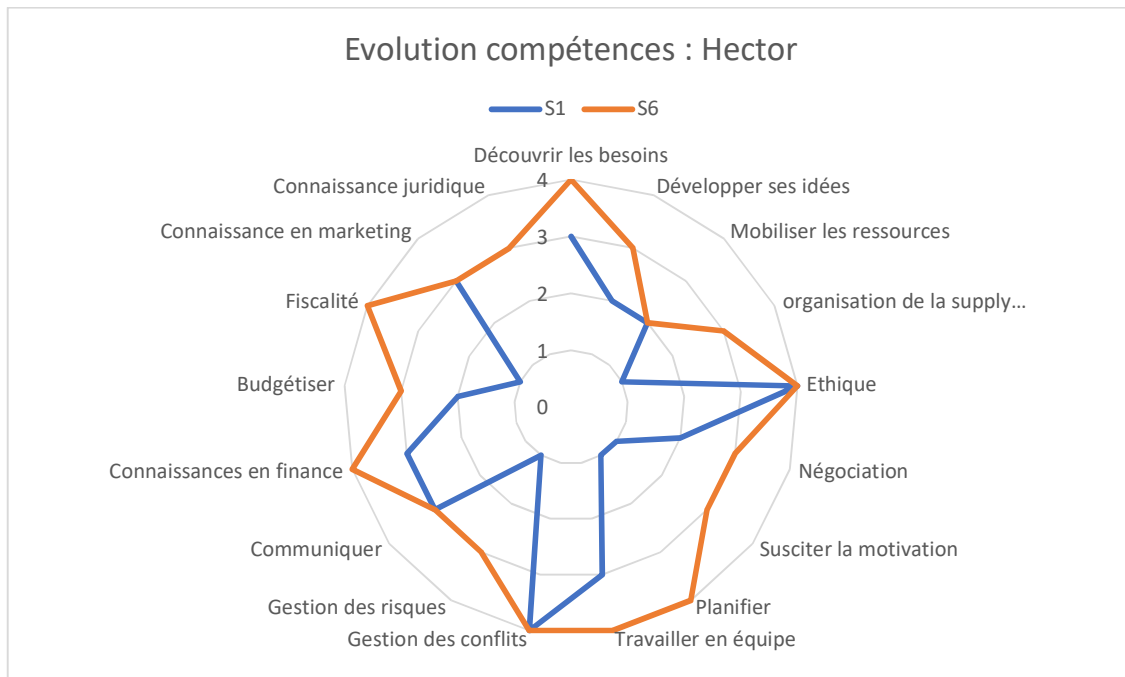 Evolution compétences : Hector
S1
S6
Découvrir les besoins
Développer ses idées
Mobiliser les ressources
organisation de la supply...
Ethique
Négociation
Susciter la motivation
Planifier
Travailler en équipe
Gestion des conflits
Gestion des risques
Communiquer
Connaissances en finance
Budgétiser
Fiscalité
Connaissance en marketing
Connaissance juridique
4
3
2
1
0